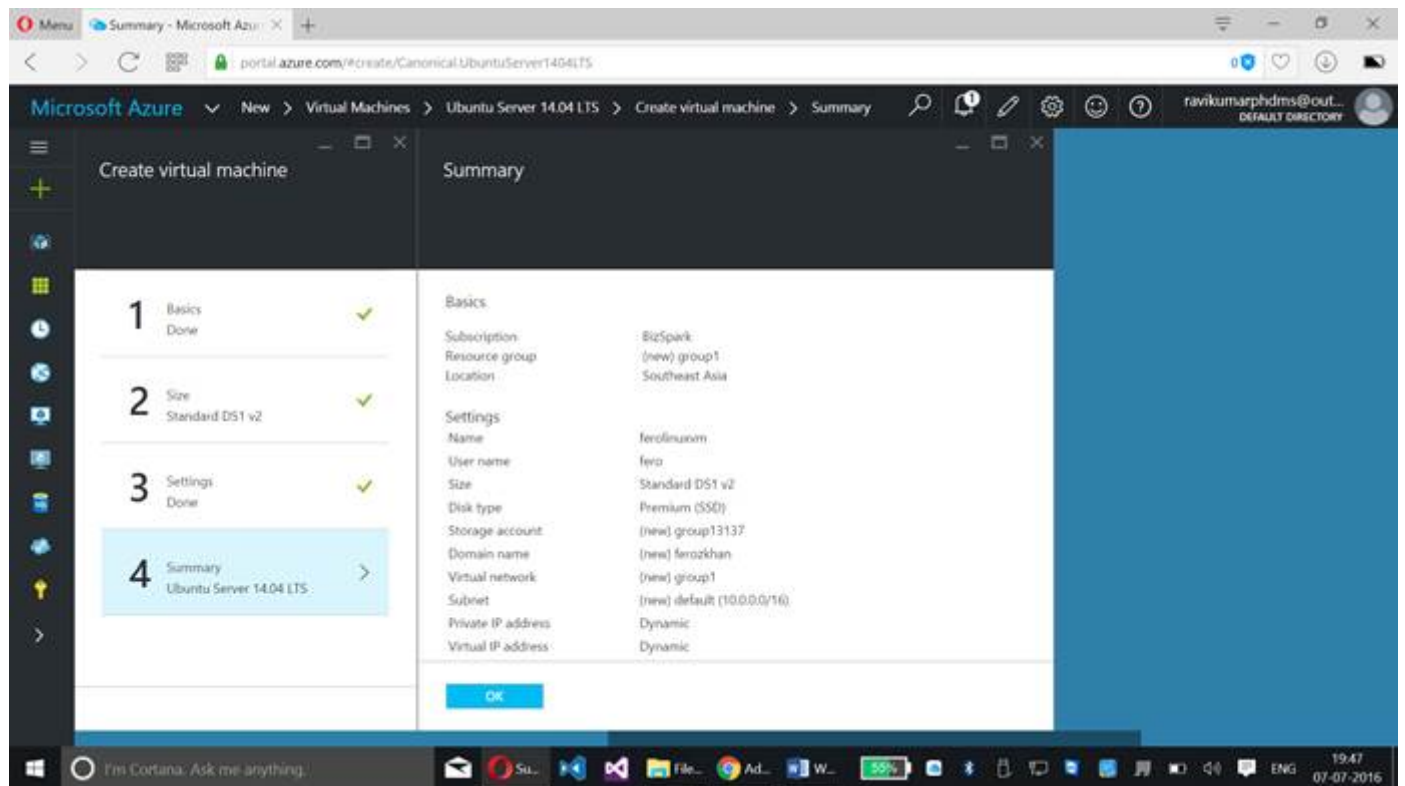 Menu Summary - Microsoft Azu
portal.azure.com/#create/Canonical.UbuntuServer1404LTS
0
Microsoft Azure New > Virtual Machines > Ubuntu Server 14.04 LTS > Create virtual machine > Summary 1 ravikumarphdms@out...
DEFAULT DIRECTORY
Create virtual machine
Summary
1 Basics
Done
2 Size
Standard DS1 v2
3 Settings
Done
4 Summary
Ubuntu Server 14.04 LTS
Basics
Subscription BizSpark
Resource group (new) group1
Location Southeast Asia
Settings
Name ferolinuxvm
User name fero
Size Standard DS1 v2
Disk type Premium (SSD)
Storage account (new) group13137
Domain name (new) ferozkhan
Virtual network (new) group1
Subnet (new) default (10.0.0.0/16)
Private IP address Dynamic
Virtual IP address Dynamic
OK
I'm Cortana. Ask me anything. Su... File... Ad... W... 55% ENG 19:47
07-07-2016